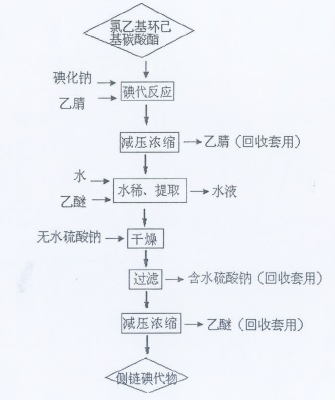 氯乙基环己
基碳酸酯
碘化钠
乙腈
碘代反应
减压浓缩
乙腈（回收套用）
水
乙醚
水稀、提取
水液
无水硫酸钠
干燥
过滤
含水硫酸钠（回收套用）
减压浓缩
乙醚（回收套用）
侧链碘代物